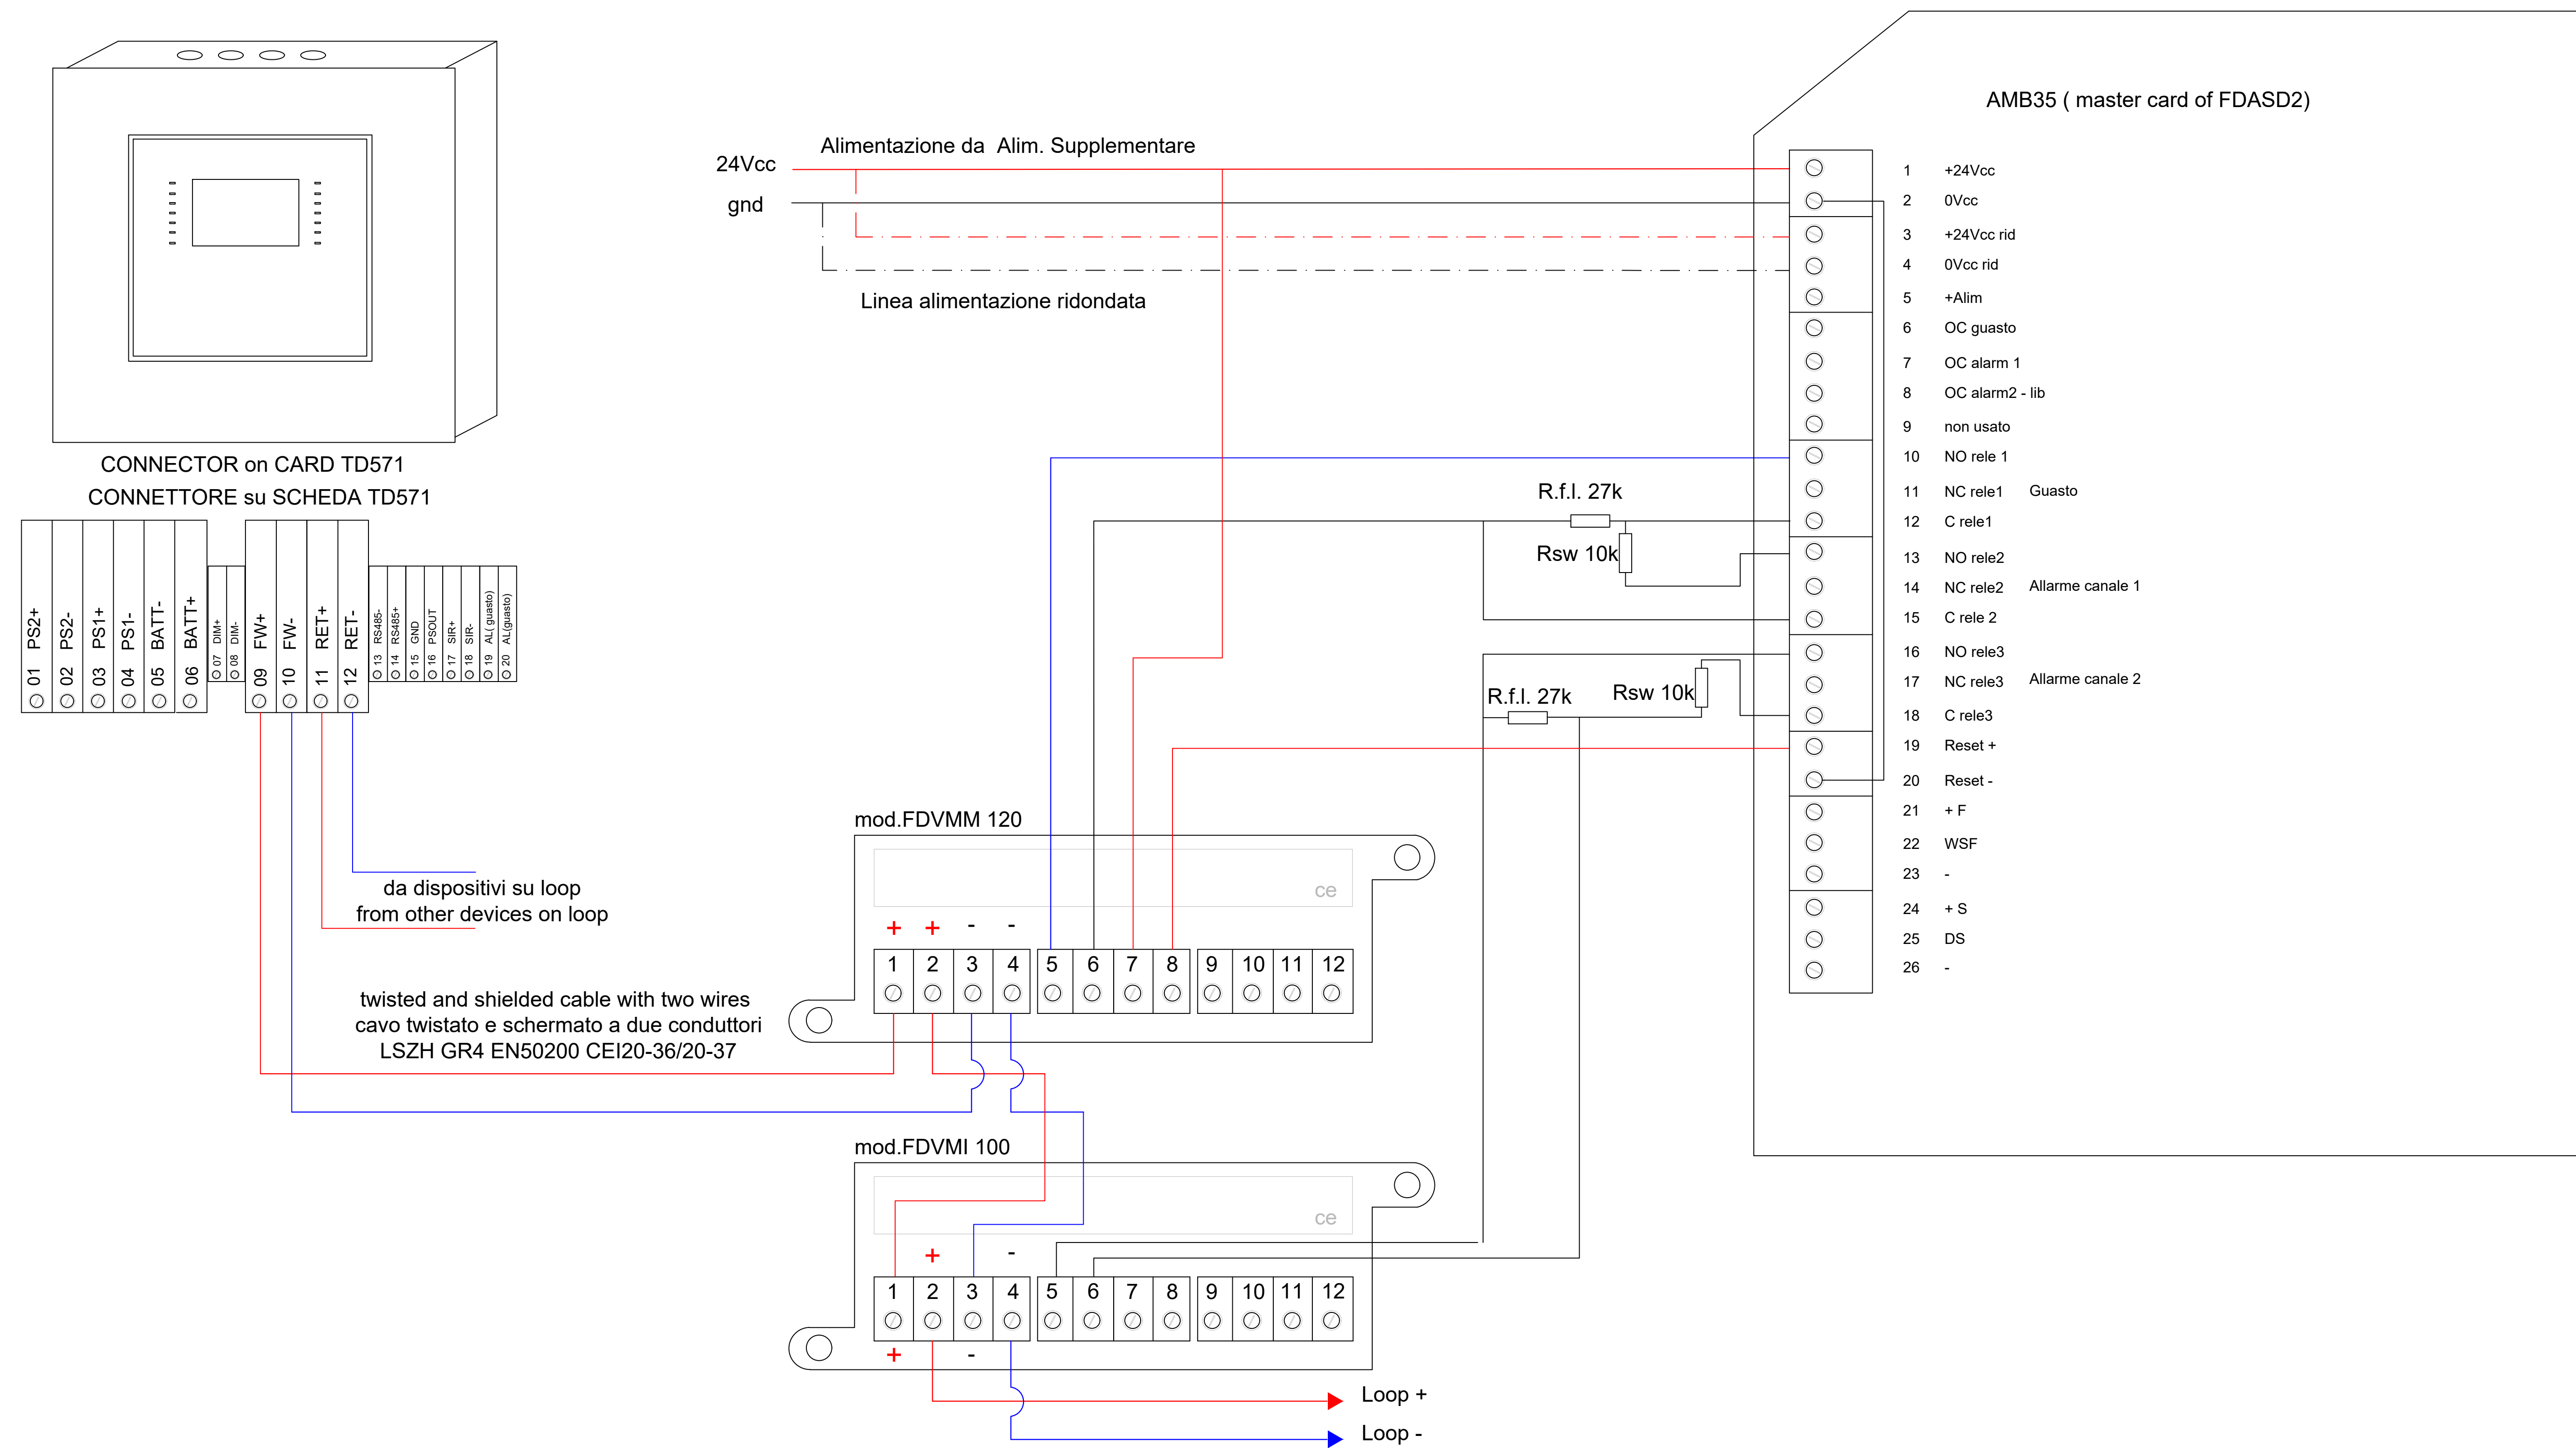 AMB35 ( master card of FDASD2)
Alimentazione da  Alim. Supplementare
24Vcc
gnd
Linea alimentazione ridondata
1 +24Vcc
2 0Vcc
3 +24Vcc rid
4 0Vcc rid
5 +Alim
6 OC guasto
7 OC alarm 1
8 OC alarm2 - lib
9 non usato
10 NO rele 1
11 NC rele1 Guasto
12 C rele1
13 NO rele2
14 NC rele2 Allarme canale 1
15 C rele 2
16 NO rele3
17 NC rele3 Allarme canale 2
18 C rele3
19 Reset +
20 Reset -
21 + F
22 WSF
23 -
24 + S
25 DS
26 -
CONNECTOR on CARD TD571
CONNETTORE su SCHEDA TD571
01 PS2+
02 PS2-
03 PS1+
04 PS1-
05 BATT-
06 BATT+
07 DIM+
08 DIM-
09 FW+
10 FW-
11 RET+
12 RET-
13 RS485-
14 RS485+
15 GND
16 PSOUT
17 SIR+
18 SIR-
19 AL( guasto)
20 AL(guasto)
R.f.l. 27k
Rsw 10k
R.f.l. 27k
Rsw 10k
da dispositivi su loop
from other devices on loop
twisted and shielded cable with two wires
cavo twistato e schermato a due conduttori
LSZH GR4 EN50200 CEI20-36/20-37
mod.FDVMM 120
ce
+ + - -
1 2 3 4 5 6 7 8 9 10 11 12
mod.FDVMI 100
ce
+ -
1 2 3 4 5 6 7 8 9 10 11 12
+ -
Loop +
Loop -